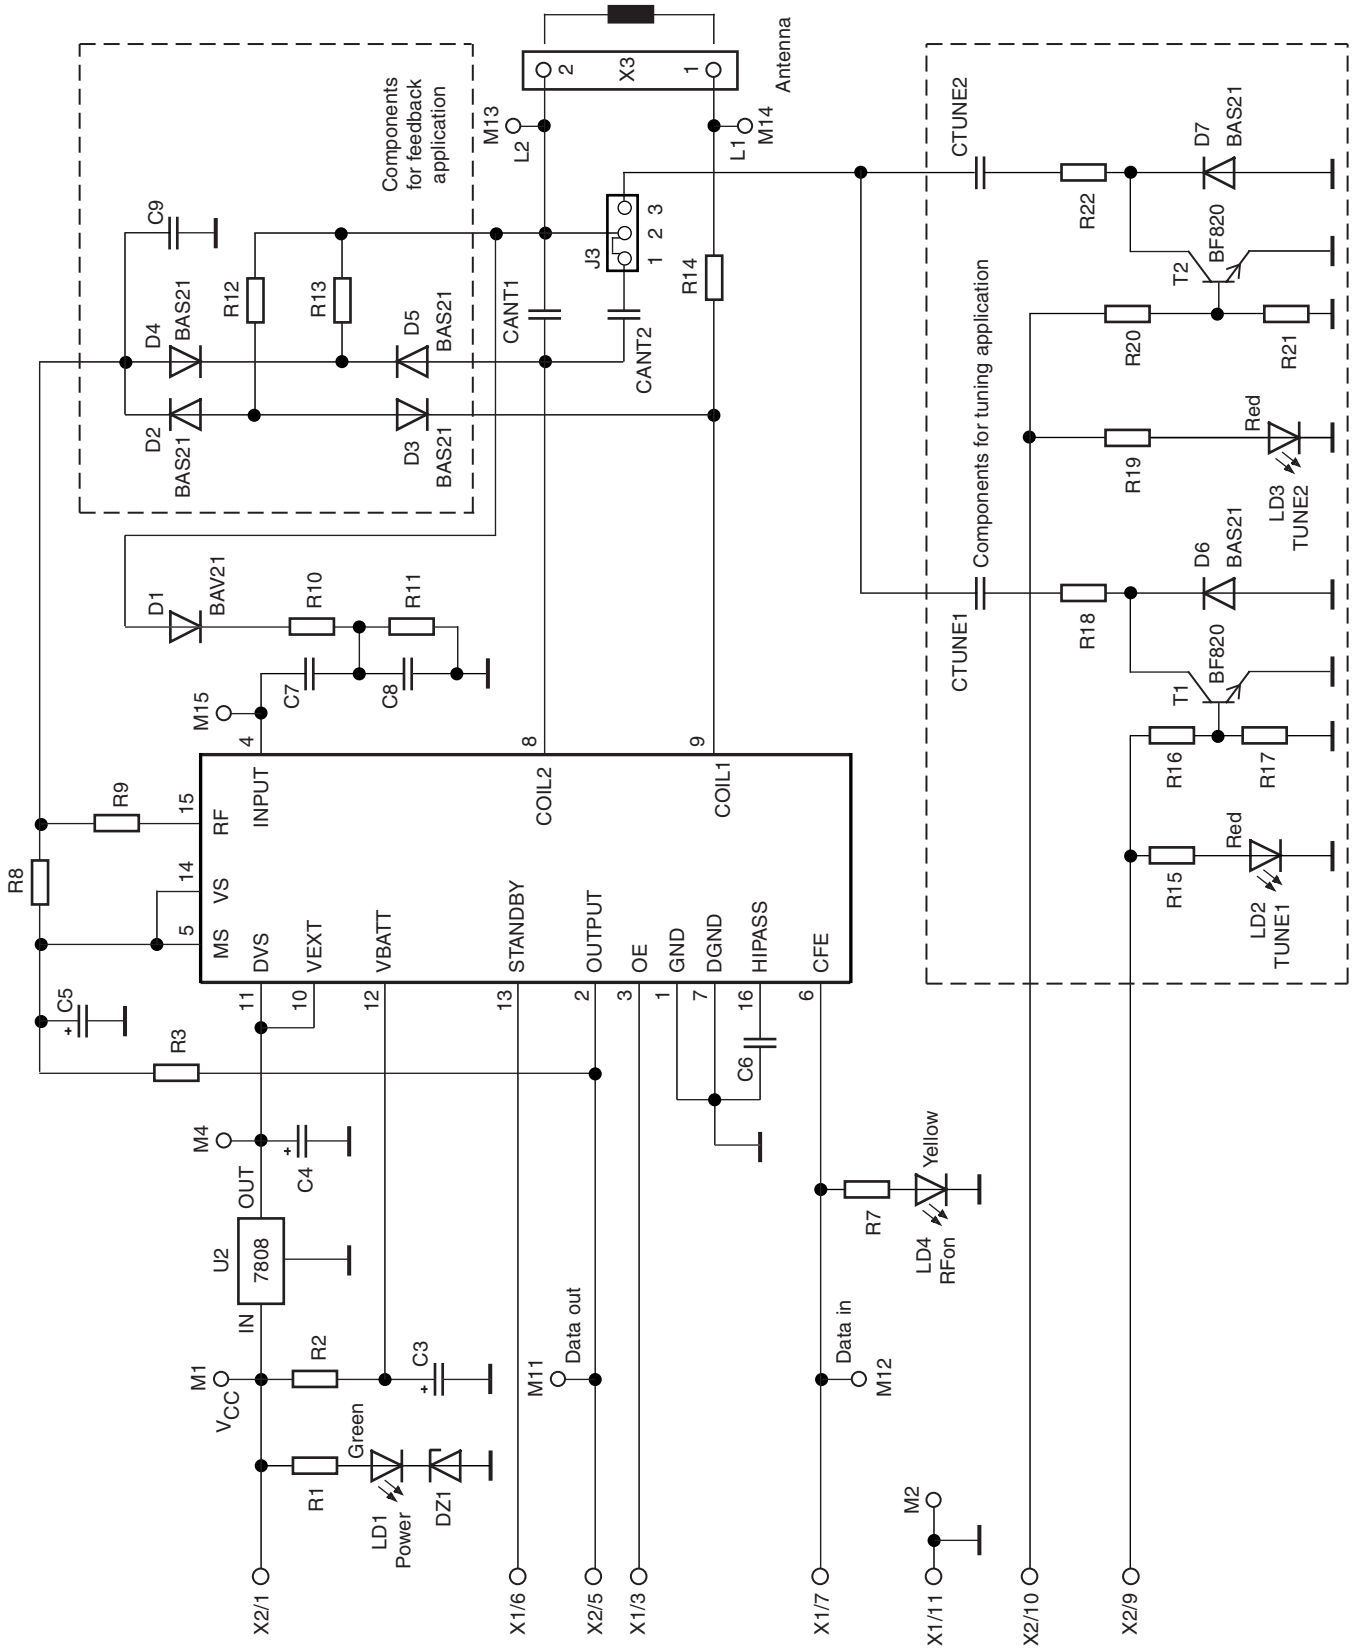 Components
for feedback
application
C9
D4
BAS21
R12
R13
D5
BAS21
D2
BAS21
D3
BAS21
M13
L2
2
X3
1
Antenna
L1
M14
J3
1
2
3
CANT1
CANT2
R14
CTUNE2
R22
D7
BAS21
BF820
T2
R20
R21
Components for tuning application
Red
R19
LD3
TUNE2
CTUNE1
R18
D6
BAS21
BF820
T1
R16
R17
Red
R15
LD2
TUNE1
D1
BAV21
R10
R11
C7
C8
M15
4
8
9
R8
R9
15
RF
INPUT
COIL2
COIL1
14
VS
5
MS
DVS
VEXT
VBATT
STANDBY
OUTPUT
OE
GND
DGND
HIPASS
CFE
11
10
12
13
2
3
1
7
16
6
C5
+
R3
C6
M4
+
C4
OUT
U2
7808
IN
M1
VCC
R2
C3
+
Green
R1
LD1
Power
DZ1
M11
Data out
Data in
M12
Yellow
R7
LD4
RFon
M2
X2/1
X1/6
X2/5
X1/3
X1/7
X1/11
X2/10
X2/9